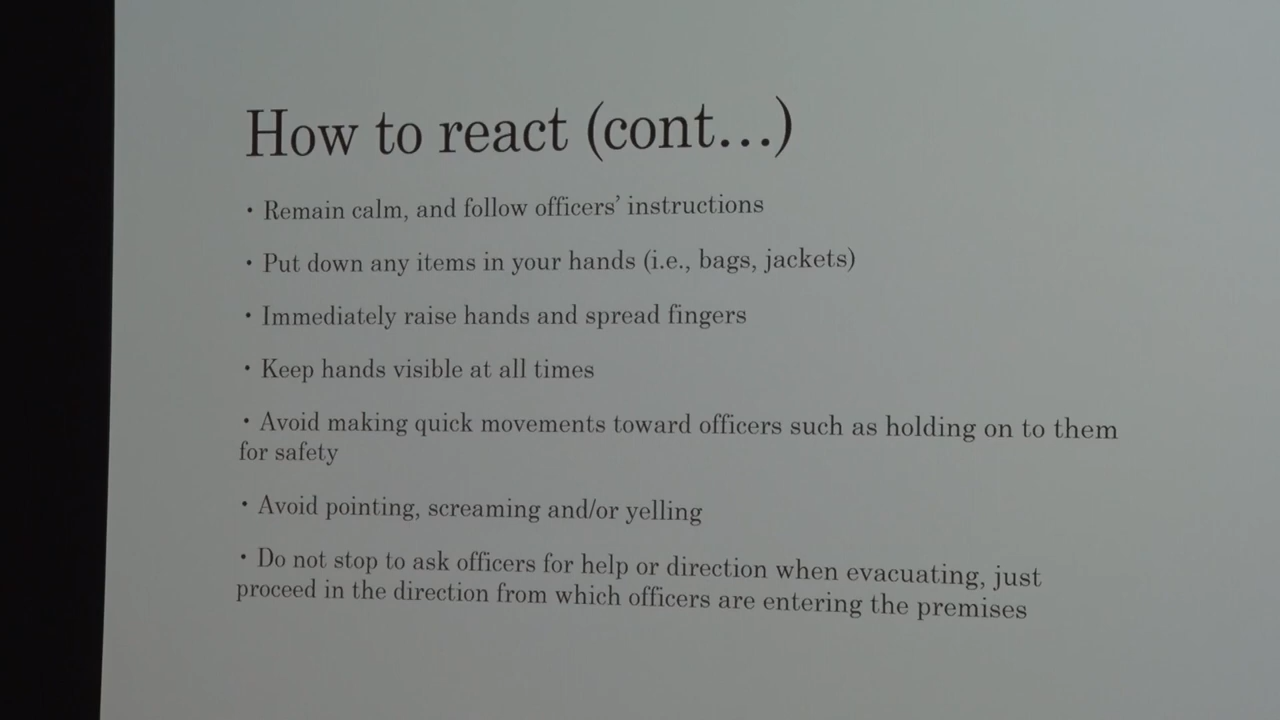 How to react (cont...)
• Remain calm, and follow officers’ instructions
• Put down any items in your hands (i.e., bags, jackets)
• Immediately raise hands and spread fingers
• Keep hands visible at all times
• Avoid making quick movements toward officers such as holding on to them
for safety
• Avoid pointing, screaming and/or yelling
• Do not stop to ask officers for help or direction when evacuating, just
proceed in the direction from which officers are entering the premises